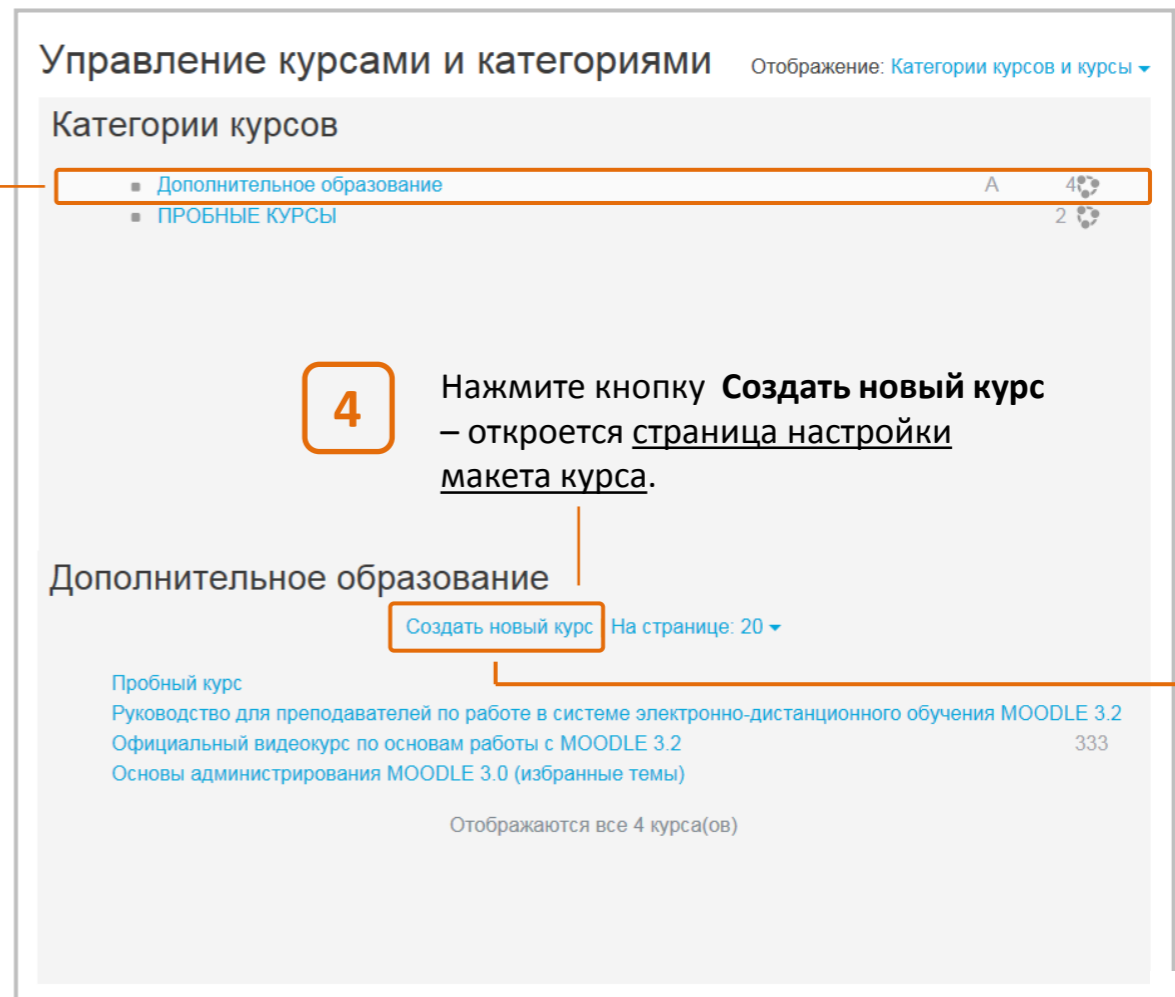 Управление курсами и категориями Отображение: Категории курсов и курсы
Категории курсов
Дополнительное образование А 4
ПРОБНЫЕ КУРСЫ 2
4
Нажмите кнопку Создать новый курс
– откроется страница настройки
макета курса.
Дополнительное образование
Создать новый курс На странице: 20
Пробный курс
Руководство для преподавателей по работе в системе электронно-дистанционного обучения MOODLE 3.2
Официальный видеокурс по основам работы с MOODLE 3.2 333
Основы администрирования MOODLE 3.0 (избранные темы)
Отображаются все 4 курса(ов)